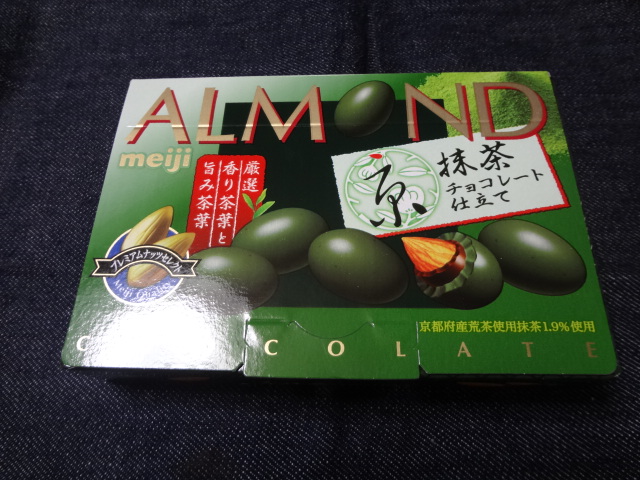 ALMOND
meiji
厳選
香り茶葉と
旨み茶葉
京
抹茶
チョコレート
仕立て
プレミアムナッツセレクト
京都府産荒茶使用抹茶1.9%使用
CHOCOLATE